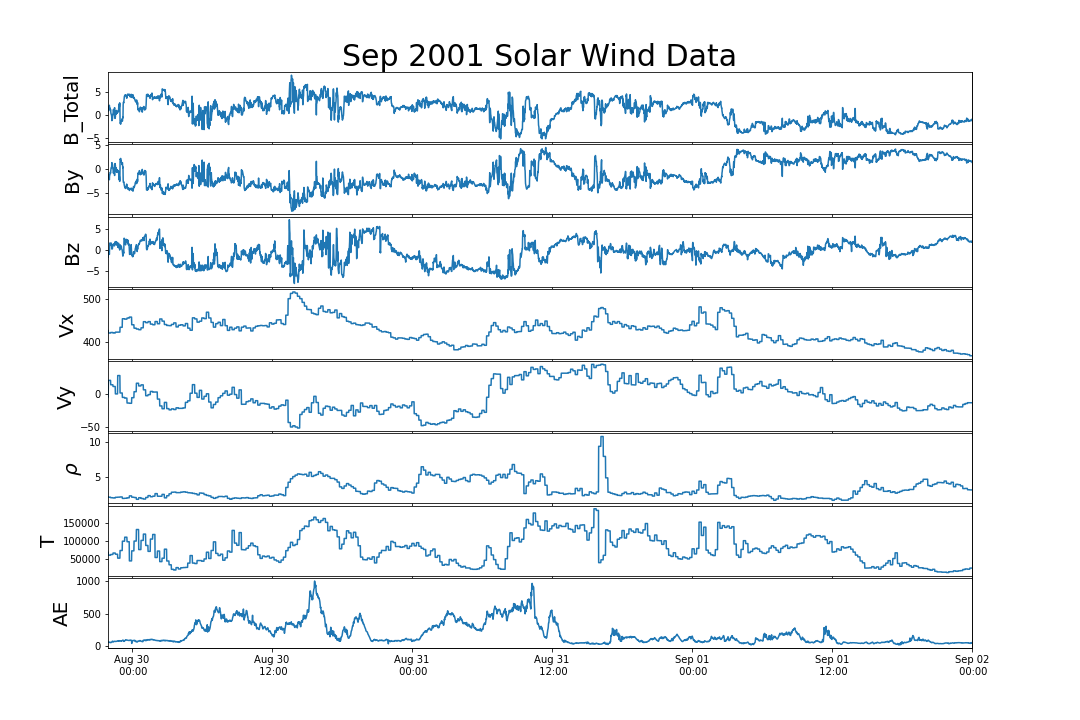 Sep 2001 Solar Wind Data
B_Total
5
0
−5
By
5
0
−5
Bz
5
0
−5
Vx
500
400
Vy
0
−50
ρ
10
5
T
150000
100000
50000
AE
1000
500
0
Aug 30 00:00
Aug 30 12:00
Aug 31 00:00
Aug 31 12:00
Sep 01 00:00
Sep 01 12:00
Sep 02 00:00